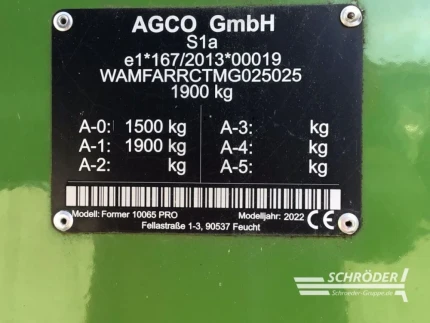 AGCO GmbH
S1a
e1*167/2013*00019
WAMFARRCTMG025025
1900 kg
A-0: 1500 kg A-3: kg
A-1: 1900 kg A-4: kg
A-2: kg A-5: kg
Modell: Former 10065 PRO Modelljahr: 2022 CE
Fellastraße 1-3, 90537 Feucht
SCHRÖDER
Schroeder-Gruppe.de